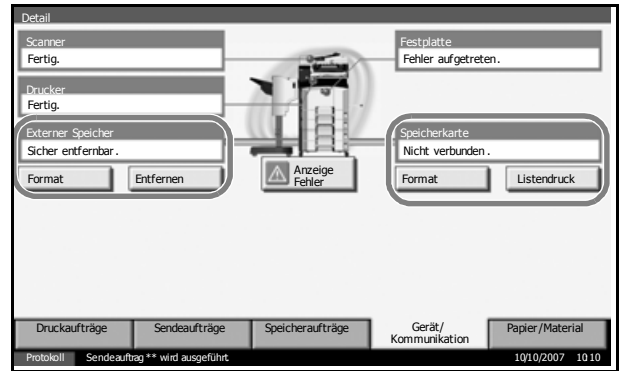 Detail
Scanner
Fertig.
Festplatte
Fehler aufgetreten.
Drucker
Fertig.
Externer Speicher
Sicher entfernbar.
Speicherkarte
Nicht verbunden.
Format
Entfernen
Anzeige
Fehler
Format
Listendruck
Druckaufträge
Sendeaufträge
Speicheraufträge
Gerät/
Kommunikation
Papier/Material
Protokoll Sendeauftrag ** wird ausgeführt. 10/10/2007 10:10